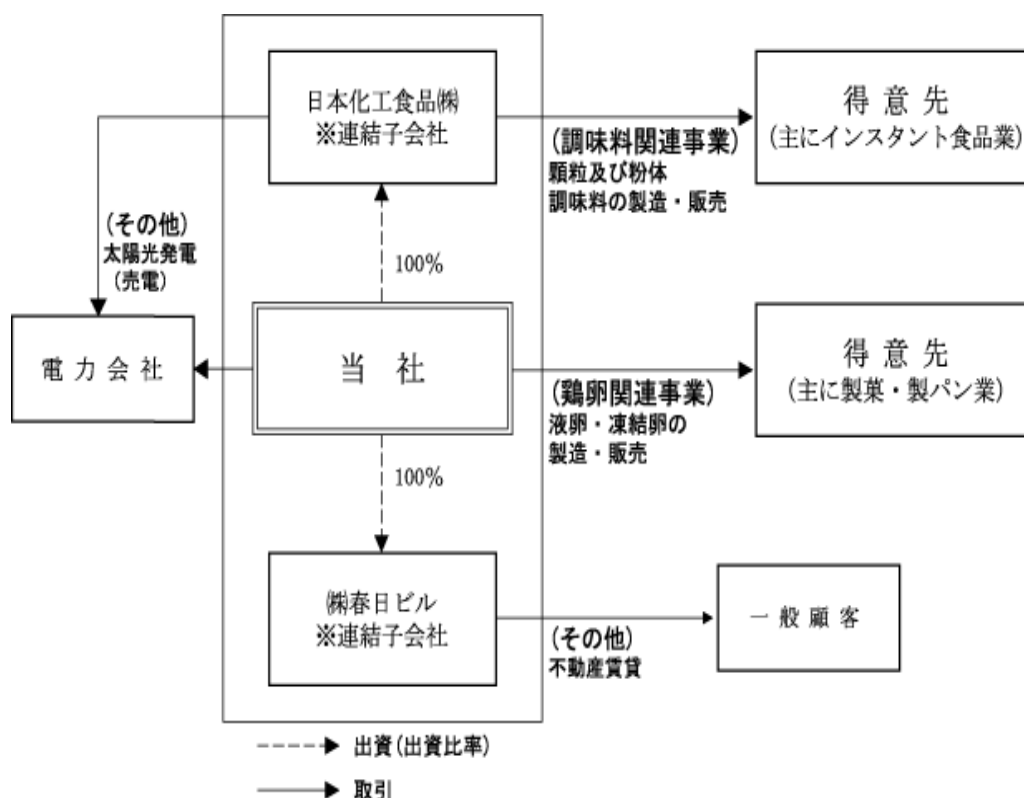 日本化工食品㈱
※連結子会社
得意先
(主にインスタント食品業)
(調味料関連事業)
顆粒及び粉体
調味料の製造・販売
(その他)
太陽光発電
(売電)
100%
電力会社
当社
得意先
(主に製菓・製パン業)
(鶏卵関連事業)
液卵・凍結卵の
製造・販売
100%
㈱春日ビル
※連結子会社
一般顧客
(その他)
不動産賃貸
出資(出資比率)
取引